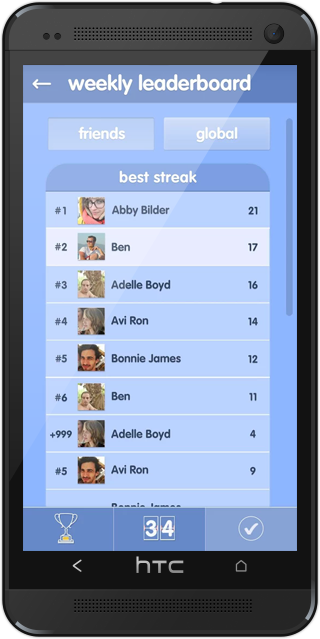 ← weekly leaderboard
friends global
best streak
#1 Abby Bilder 21
#2 Ben 17
#3 Adelle Boyd 16
#4 Avi Ron 14
#5 Bonnie James 12
#6 Ben 11
+999 Adelle Boyd 4
#5 Avi Ron 9
Bonnie James
34
hTC